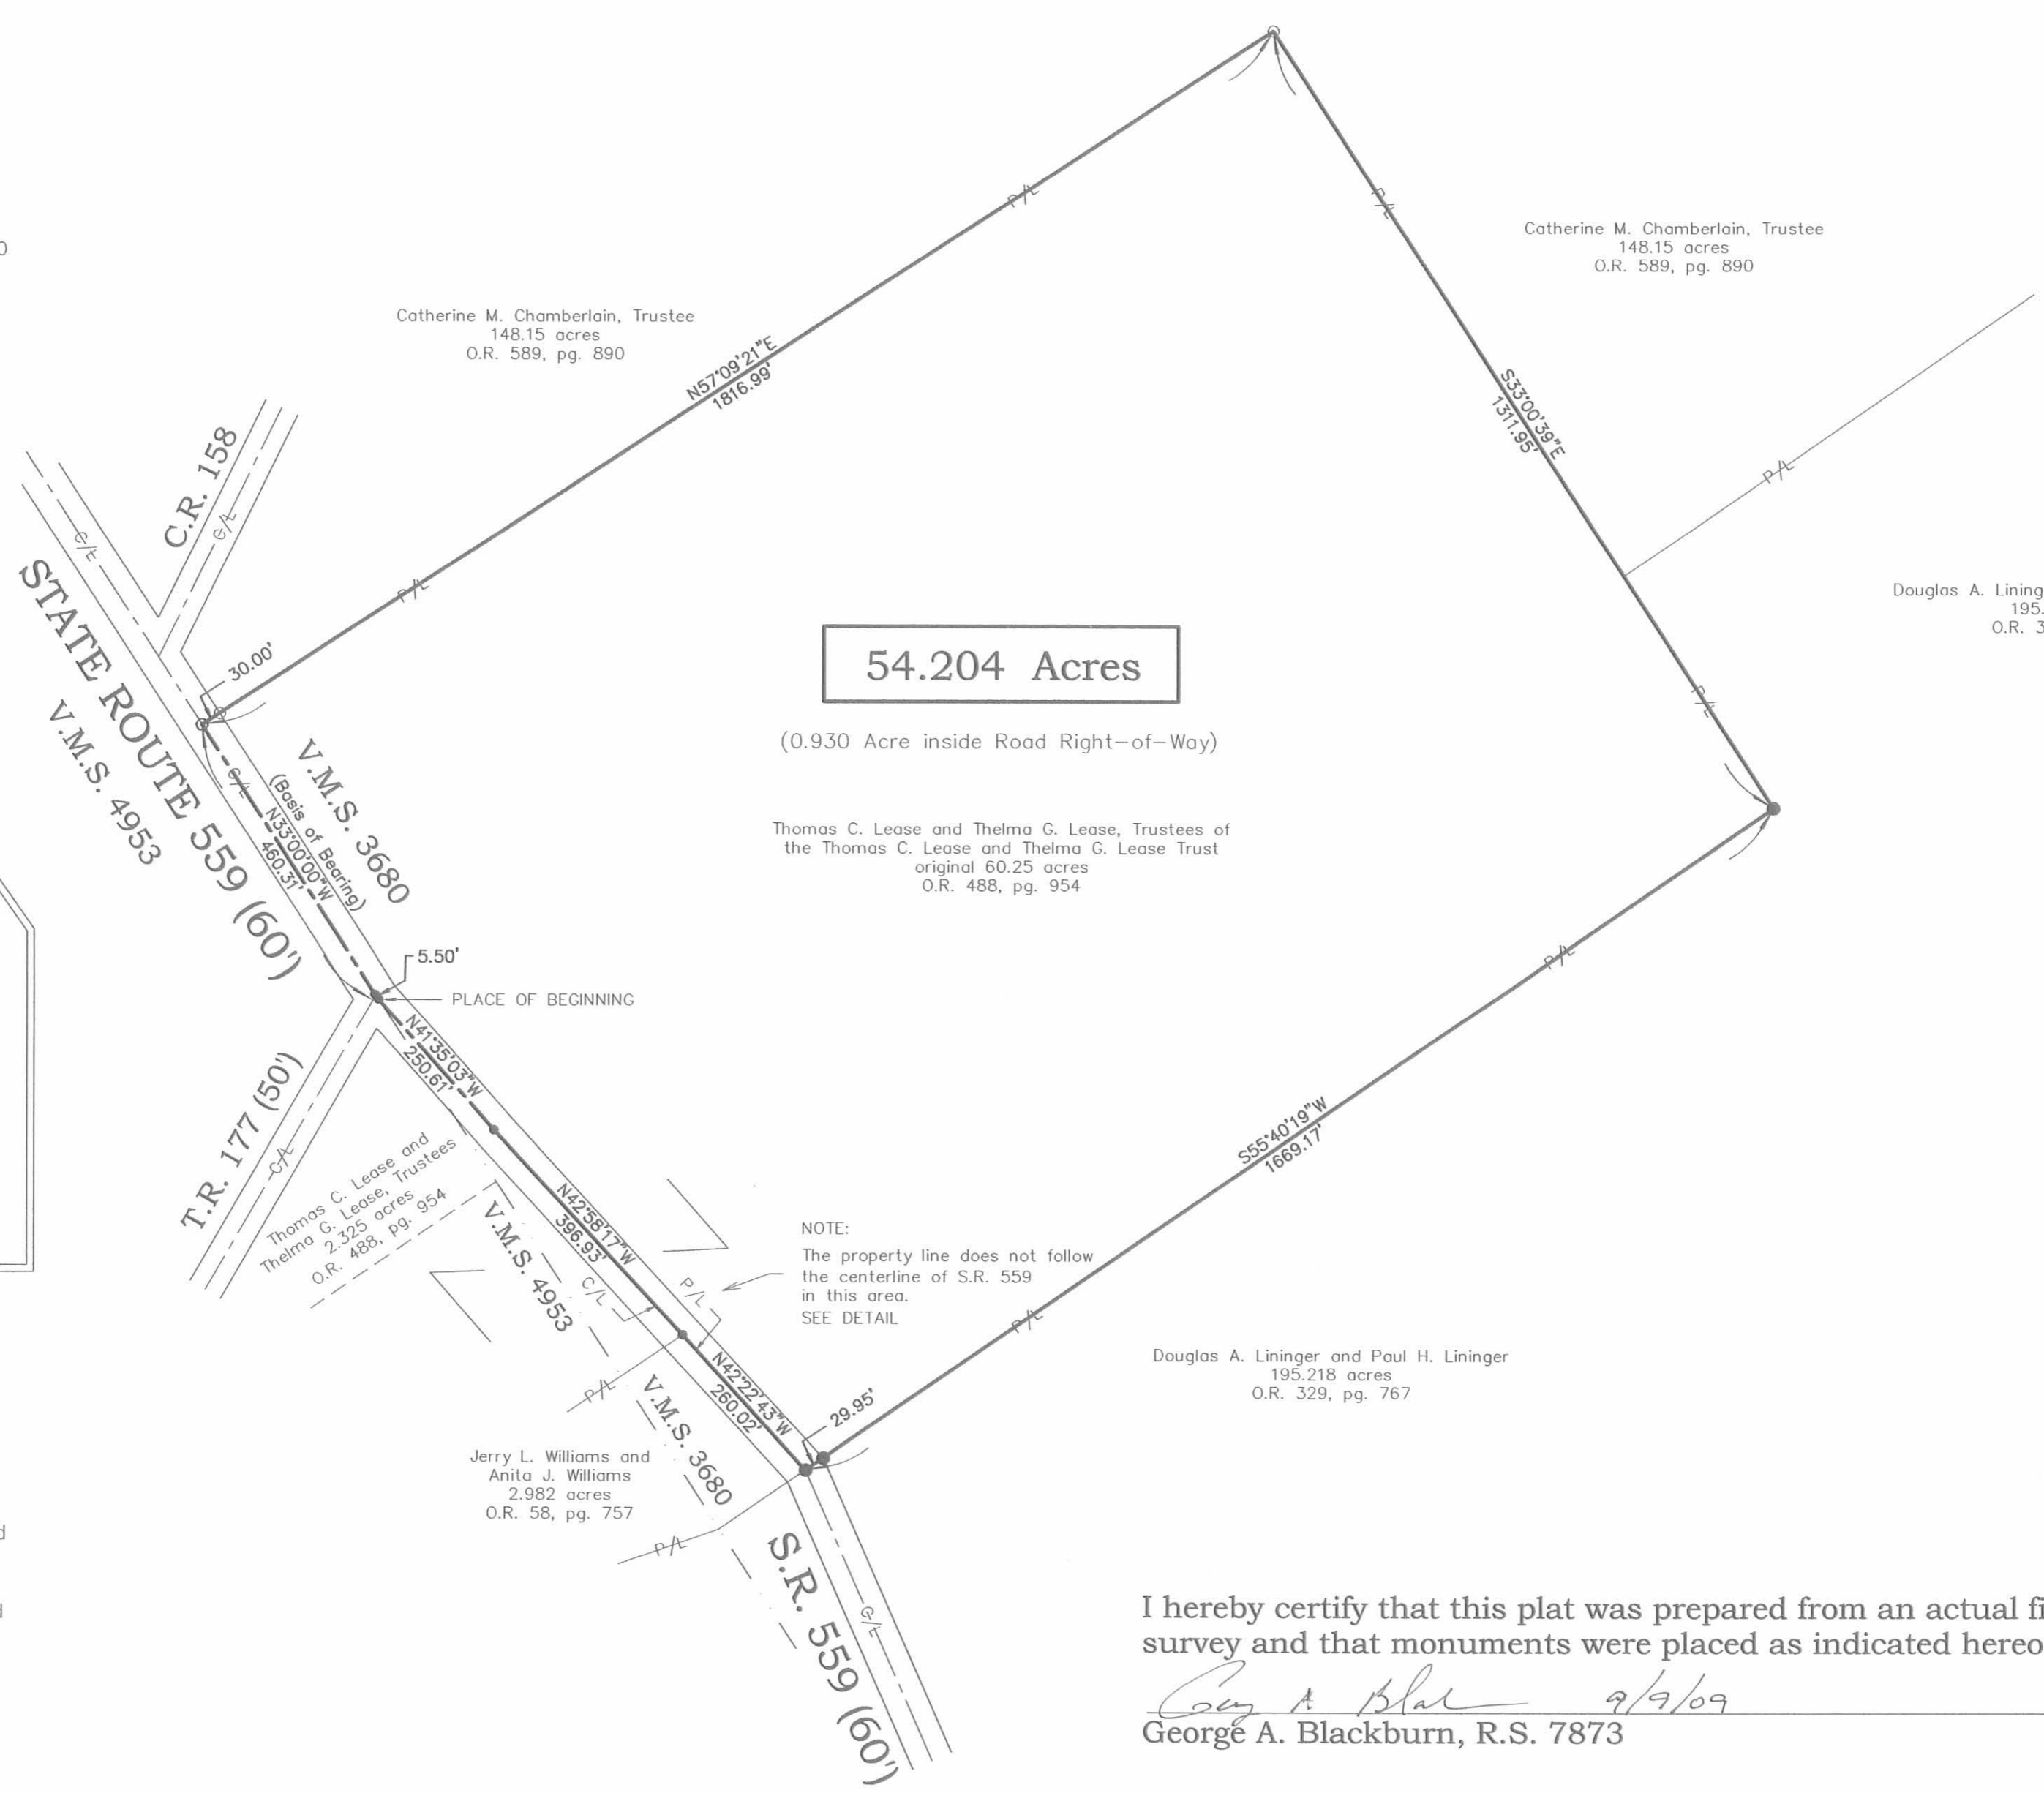 Catherine M. Chamberlain, Trustee
148.15 acres
O.R. 589, pg. 890
Catherine M. Chamberlain, Trustee
148.15 acres
O.R. 589, pg. 890
P/L
P/L
N57°09'21"E
1816.99'
S33°00'39"E
1311.95'
P/L
P/L
P/L
C.R. 158
C/L
C/L
STATE ROUTE 559 (60')
V.M.S. 4953
30.00'
V.M.S. 3680
(Basis of Bearing)
C/L
N33°00'00"W
460.31'
54.204 Acres
(0.930 Acre inside Road Right-of-Way)
Thomas C. Lease and Thelma G. Lease, Trustees of
the Thomas C. Lease and Thelma G. Lease Trust
original 60.25 acres
O.R. 488, pg. 954
Douglas A. Lining
195.
O.R. 3
5.50'
PLACE OF BEGINNING
P/L
N41°35'03"W
250.61'
T.R. 177 (50')
C/L
Thomas C. Lease and
Thelma G. Lease, Trustees
2.325 acres
O.R. 488, pg. 954
S55°40'19"W
1669.17'
N42°58'17"W
396.93'
V.M.S. 4953
C/L
P/L
NOTE:
The property line does not follow
the centerline of S.R. 559
in this area.
SEE DETAIL
P/L
Douglas A. Lininger and Paul H. Lininger
195.218 acres
O.R. 329, pg. 767
N42°22'43"W
260.02'
29.95'
P/L
V.M.S. 3680
Jerry L. Williams and
Anita J. Williams
2.982 acres
O.R. 58, pg. 757
P/L
S.R. 559 (60')
C/L
I hereby certify that this plat was prepared from an actual fi
survey and that monuments were placed as indicated hereo
9/9/09
George A. Blackburn, R.S. 7873